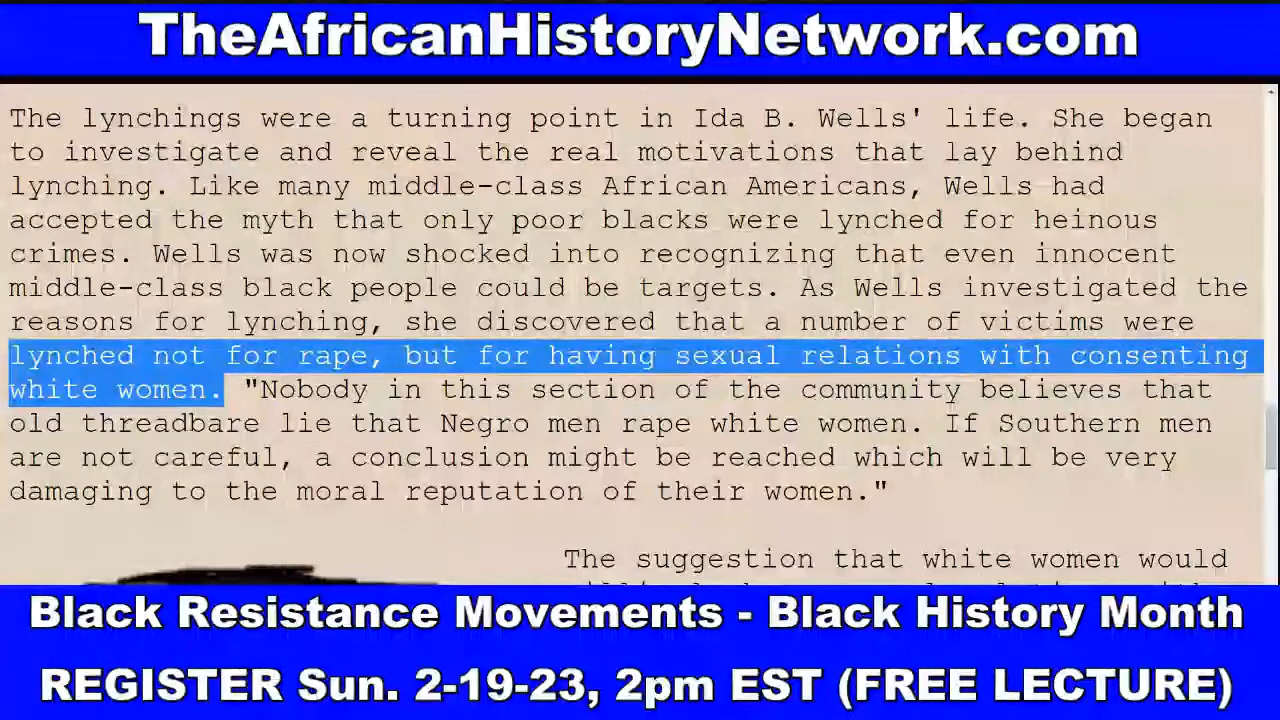 TheAfricanHistoryNetwork.com
The lynchings were a turning point in Ida B. Wells' life. She began
to investigate and reveal the real motivations that lay behind
lynching. Like many middle-class African Americans, Wells had
accepted the myth that only poor blacks were lynched for heinous
crimes. Wells was now shocked into recognizing that even innocent
middle-class black people could be targets. As Wells investigated the
reasons for lynching, she discovered that a number of victims were
lynched not for rape, but for having sexual relations with consenting
white women. "Nobody in this section of the community believes that
old threadbare lie that Negro men rape white women. If Southern men
are not careful, a conclusion might be reached which will be very
damaging to the moral reputation of their women."
The suggestion that white women would
Black Resistance Movements - Black History Month
REGISTER Sun. 2-19-23, 2pm EST (FREE LECTURE)